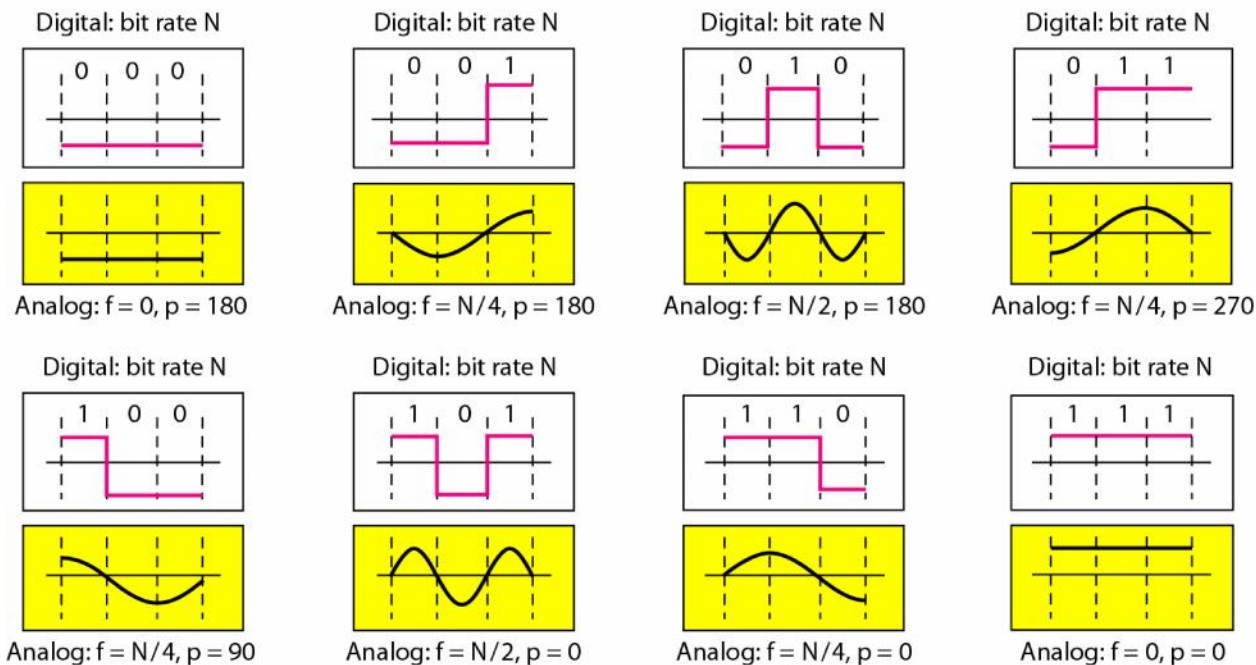 Digital: bit rate N
Digital: bit rate N
Digital: bit rate N
Digital: bit rate N
0 0 0
0 0 1
0 1 0
0 1 1
Analog: f = 0, p = 180
Analog: f = N/4, p = 180
Analog: f = N/2, p = 180
Analog: f = N/4, p = 270
Digital: bit rate N
Digital: bit rate N
Digital: bit rate N
Digital: bit rate N
1 0 0
1 0 1
1 1 0
1 1 1
Analog: f = N/4, p = 90
Analog: f = N/2, p = 0
Analog: f = N/4, p = 0
Analog: f = 0, p = 0